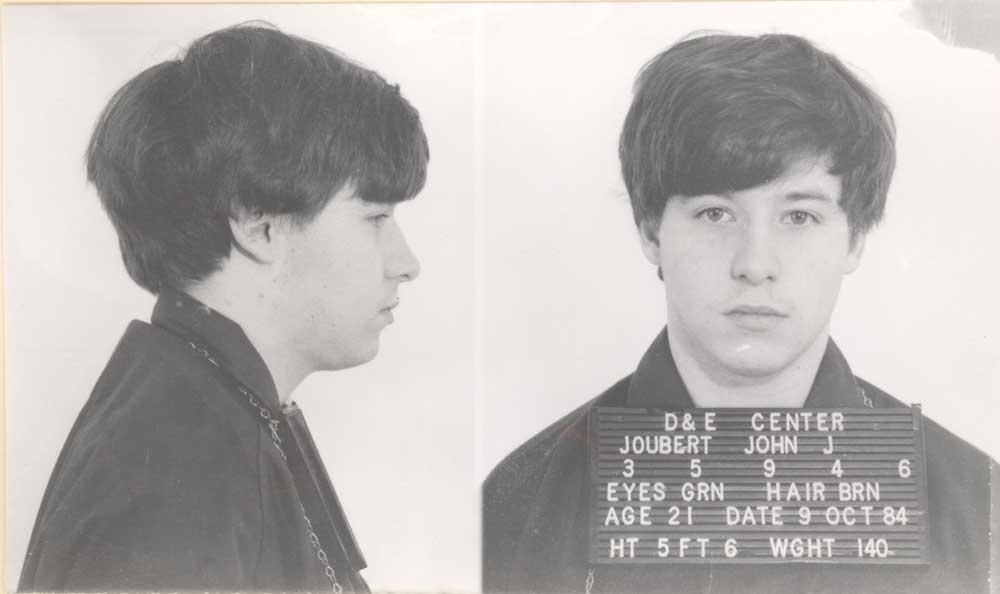 D & E CENTER
JOUBERT JOHN J
3 5 9 4 6
EYES GRN HAIR BRN
AGE 21 DATE 9 OCT 84
HT 5 FT 6 WGHT 140